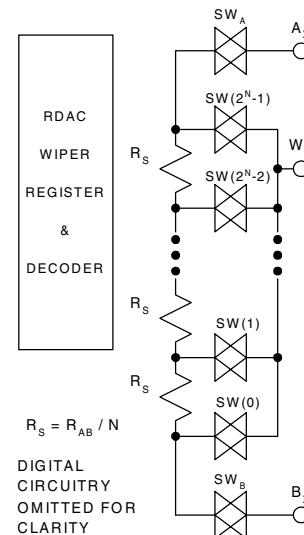 SW_A
A_X
SW(2^N-1)
RDAC
WIPER
REGISTER
&
DECODER
R_S
W_X
SW(2^N-2)
R_S
SW(1)
R_S
SW(0)
R_S = R_AB / N
DIGITAL
CIRCUITRY
OMITTED FOR
CLARITY
SW_B
B_X